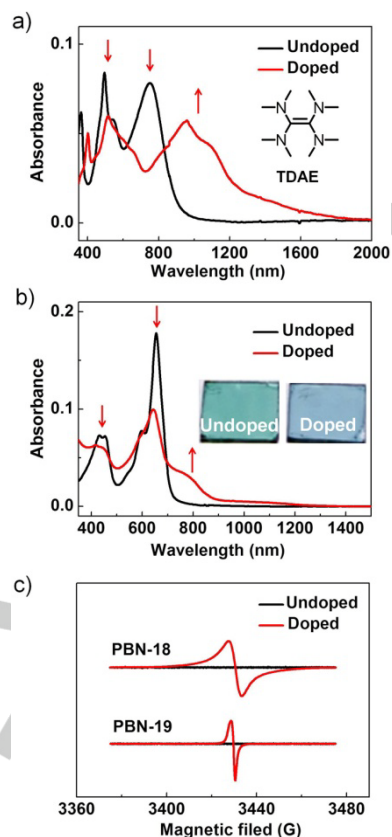 a)
0.1
Undoped
Doped
N N
N N
TDAE
Absorbance
0.0
400 800 1200 1600 2000
Wavelength (nm)
b)
0.2
Undoped
Doped
0.1
Undoped Doped
Absorbance
0.0
400 600 800 1000 1200 1400
Wavelength (nm)
c)
Undoped
Doped
PBN-18
PBN-19
3360 3400 3440 3480
Magnetic filed (G)